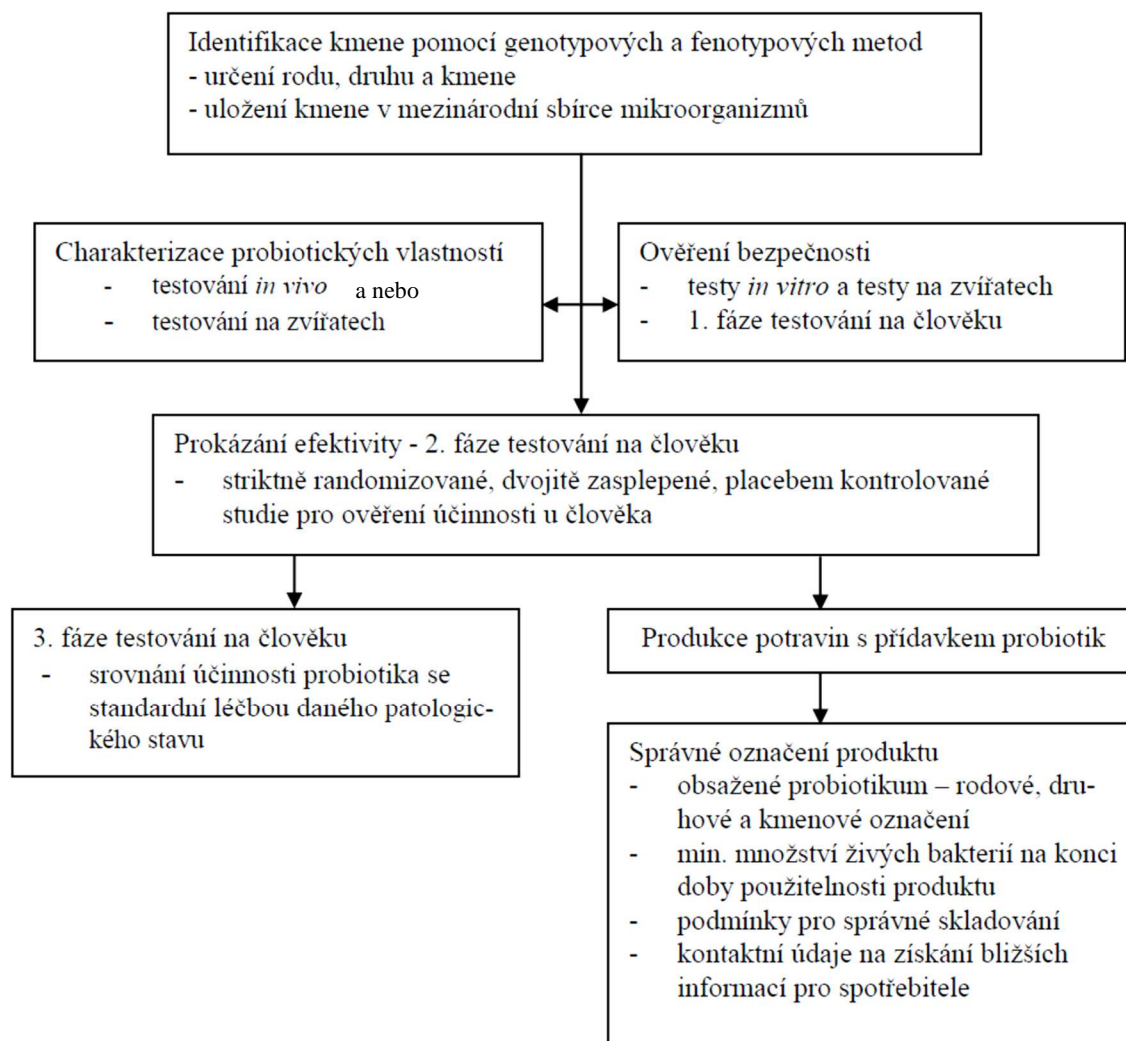 Identifikace kmene pomocí genotypových a fenotypových metod
- určení rodu, druhu a kmene
- uložení kmene v mezinárodní sbírce mikroorganizmů
Charakterizace probiotických vlastností
- testování in vivo a nebo
- testování na zvířatech
Ověření bezpečnosti
- testy in vitro a testy na zvířatech
- 1. fáze testování na člověku
Prokázání efektivity - 2. fáze testování na člověku
- striktně randomizované, dvojitě zasplepené, placebem kontrolované
studie pro ověření účinnosti u člověka
3. fáze testování na člověku
- srovnání účinnosti probiotika se
standardní léčbou daného patologic-
kého stavu
Produkce potravin s přídavkem probiotik
Správné označení produktu
- obsažené probiotikum – rodové, dru-
hové a kmenové označení
- min. množství živých bakterií na konci
doby použitelnosti produktu
- podmínky pro správné skladování
- kontaktní údaje na získání bližších
informací pro spotřebitele